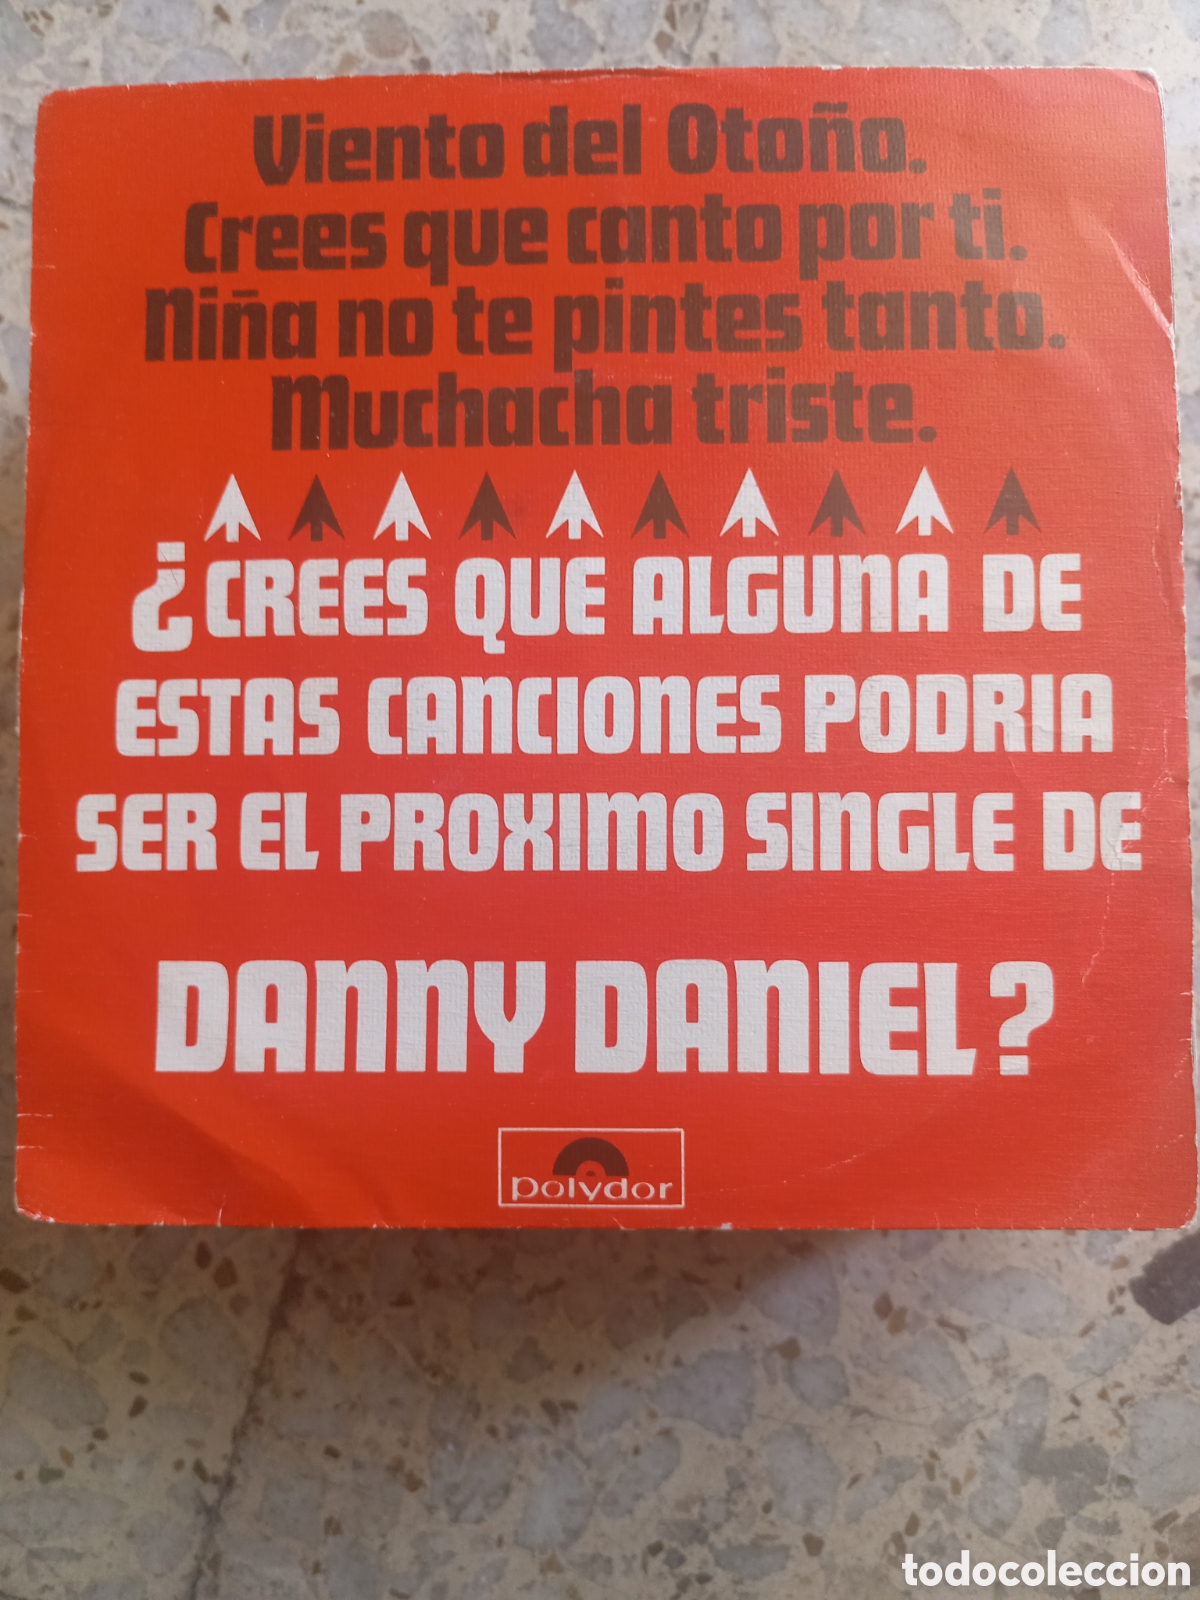 Viento del Otoño.
Crees que canto por ti.
Niña no te pintes tanto.
Muchacha triste.
¿CREES QUE ALGUNA DE
ESTAS CANCIONES PODRIA
SER EL PROXIMO SINGLE DE
DANNY DANIEL?
polydor
todocoleccion